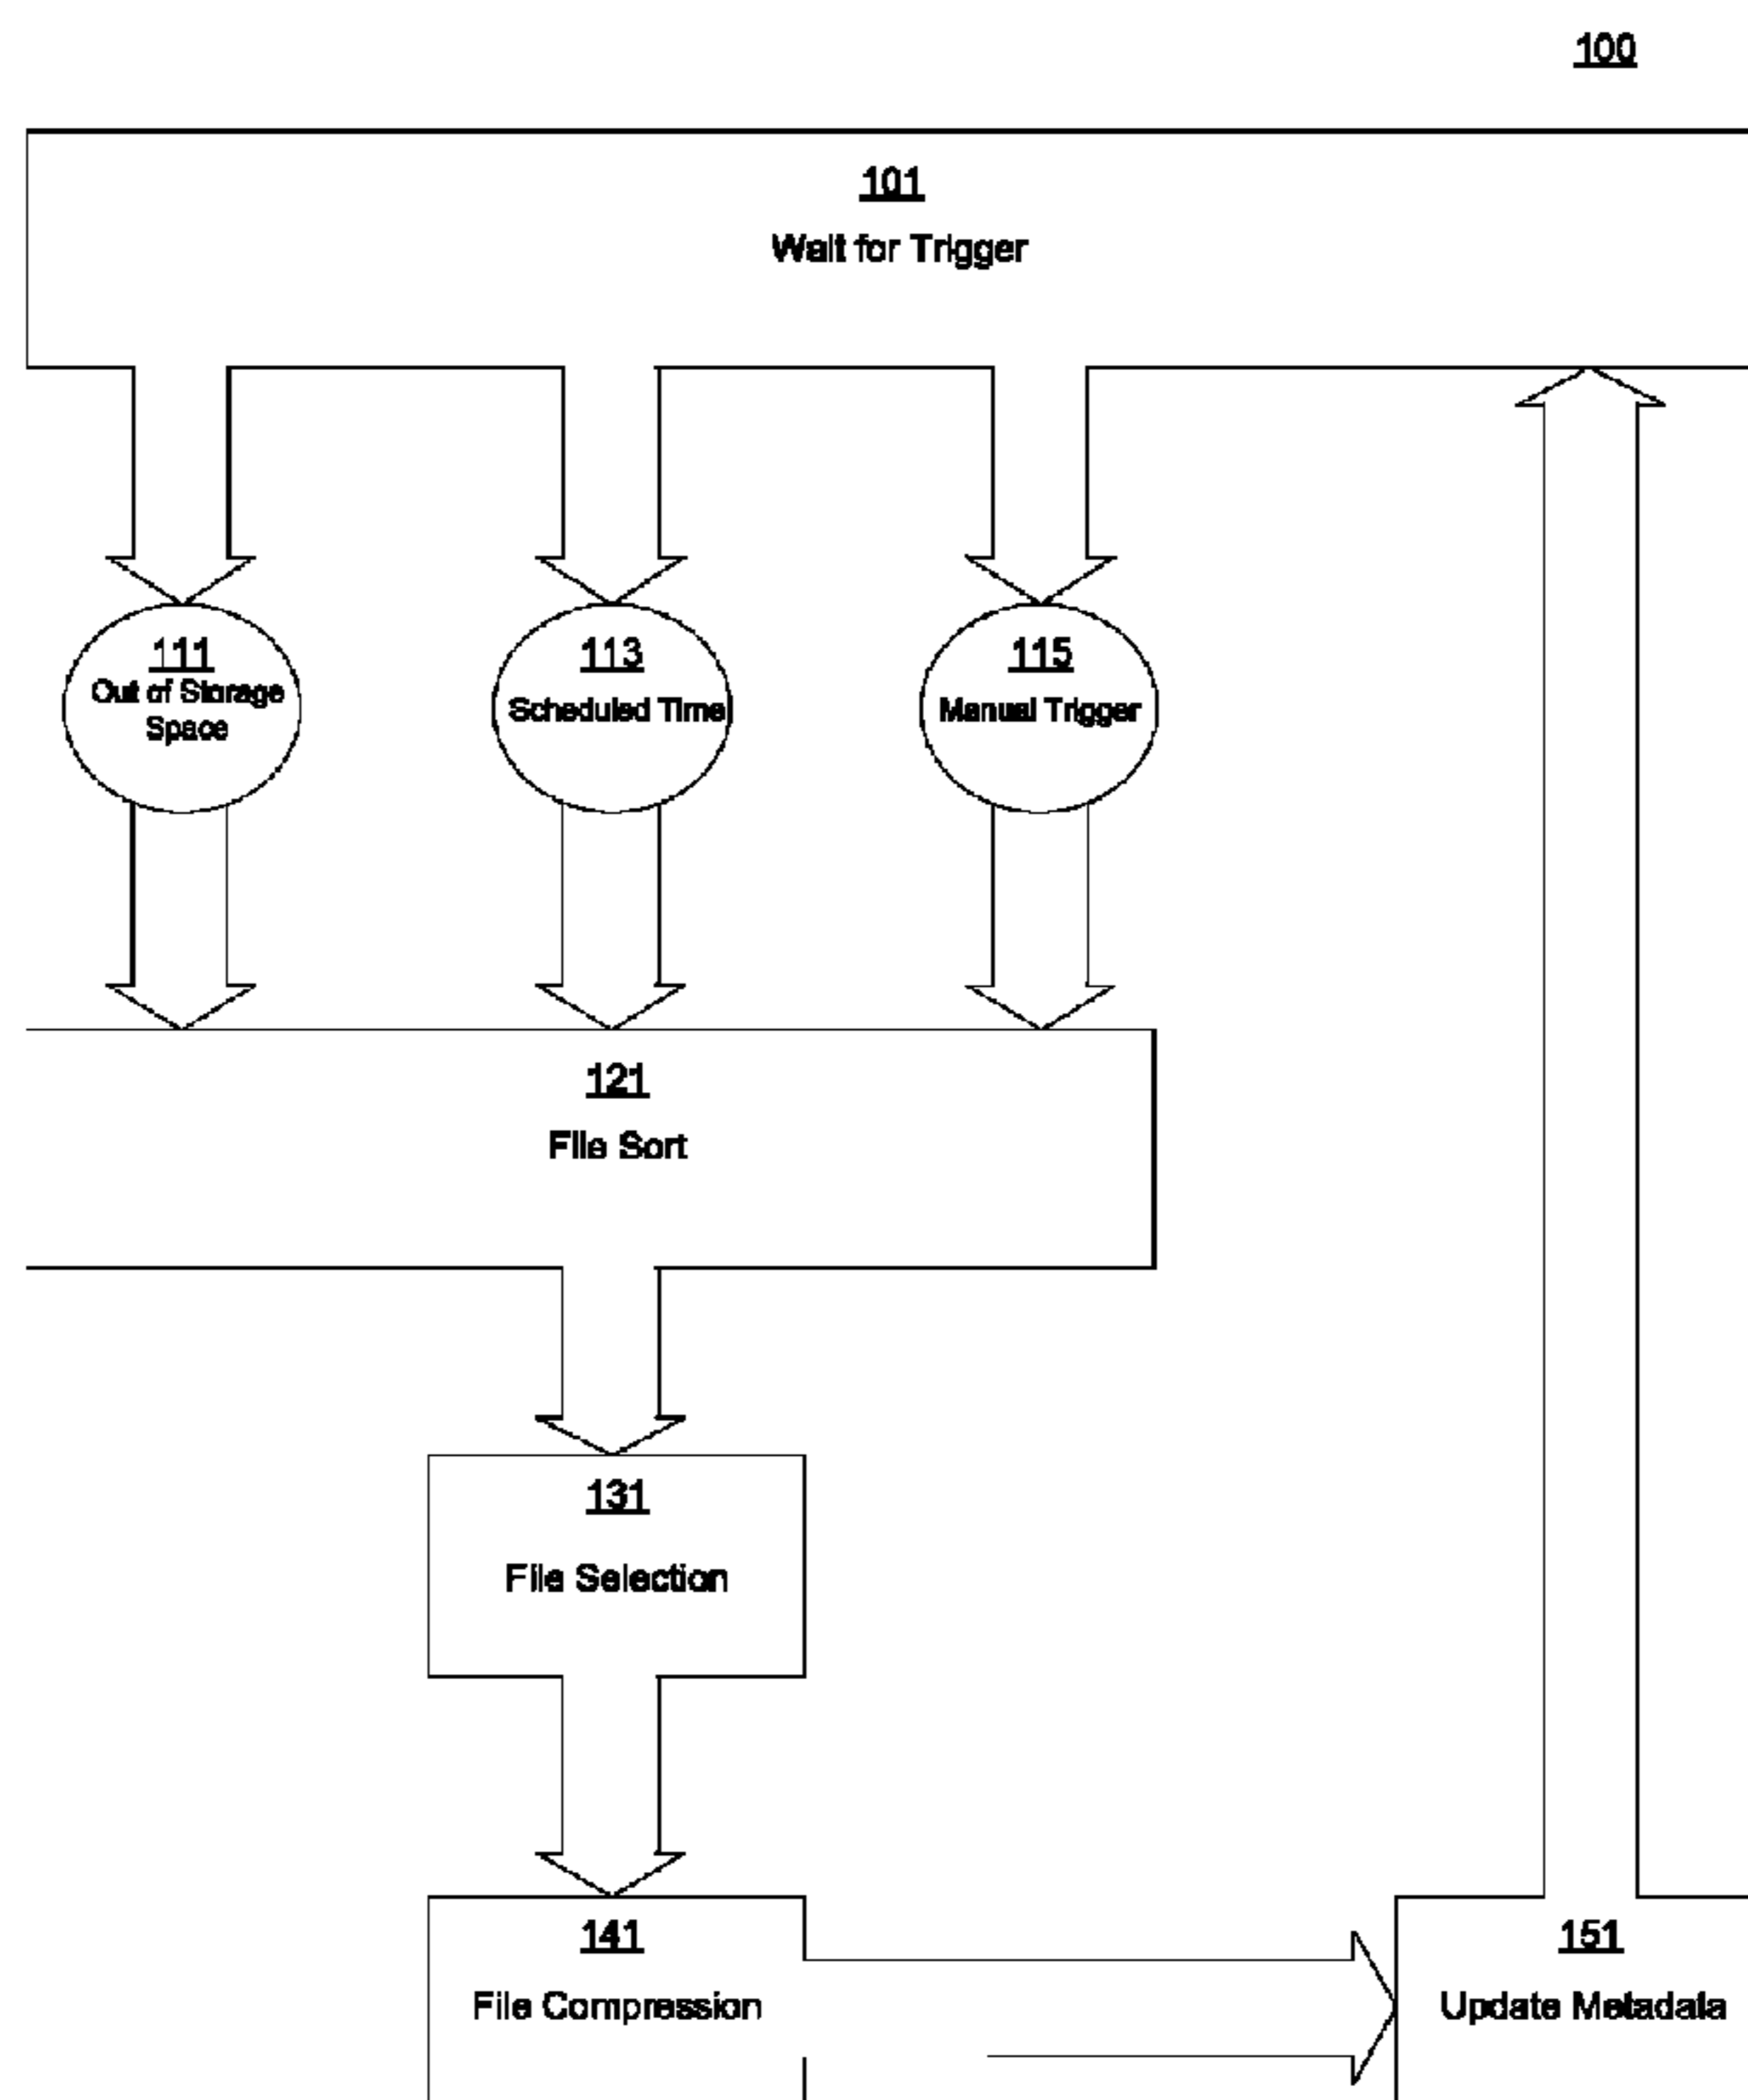 100
101
Wait for Trigger
111
Out of Storage
Space
113
Scheduled Time
115
Manual Trigger
121
File Sort
131
File Selection
141
File Compression
151
Update Metadata